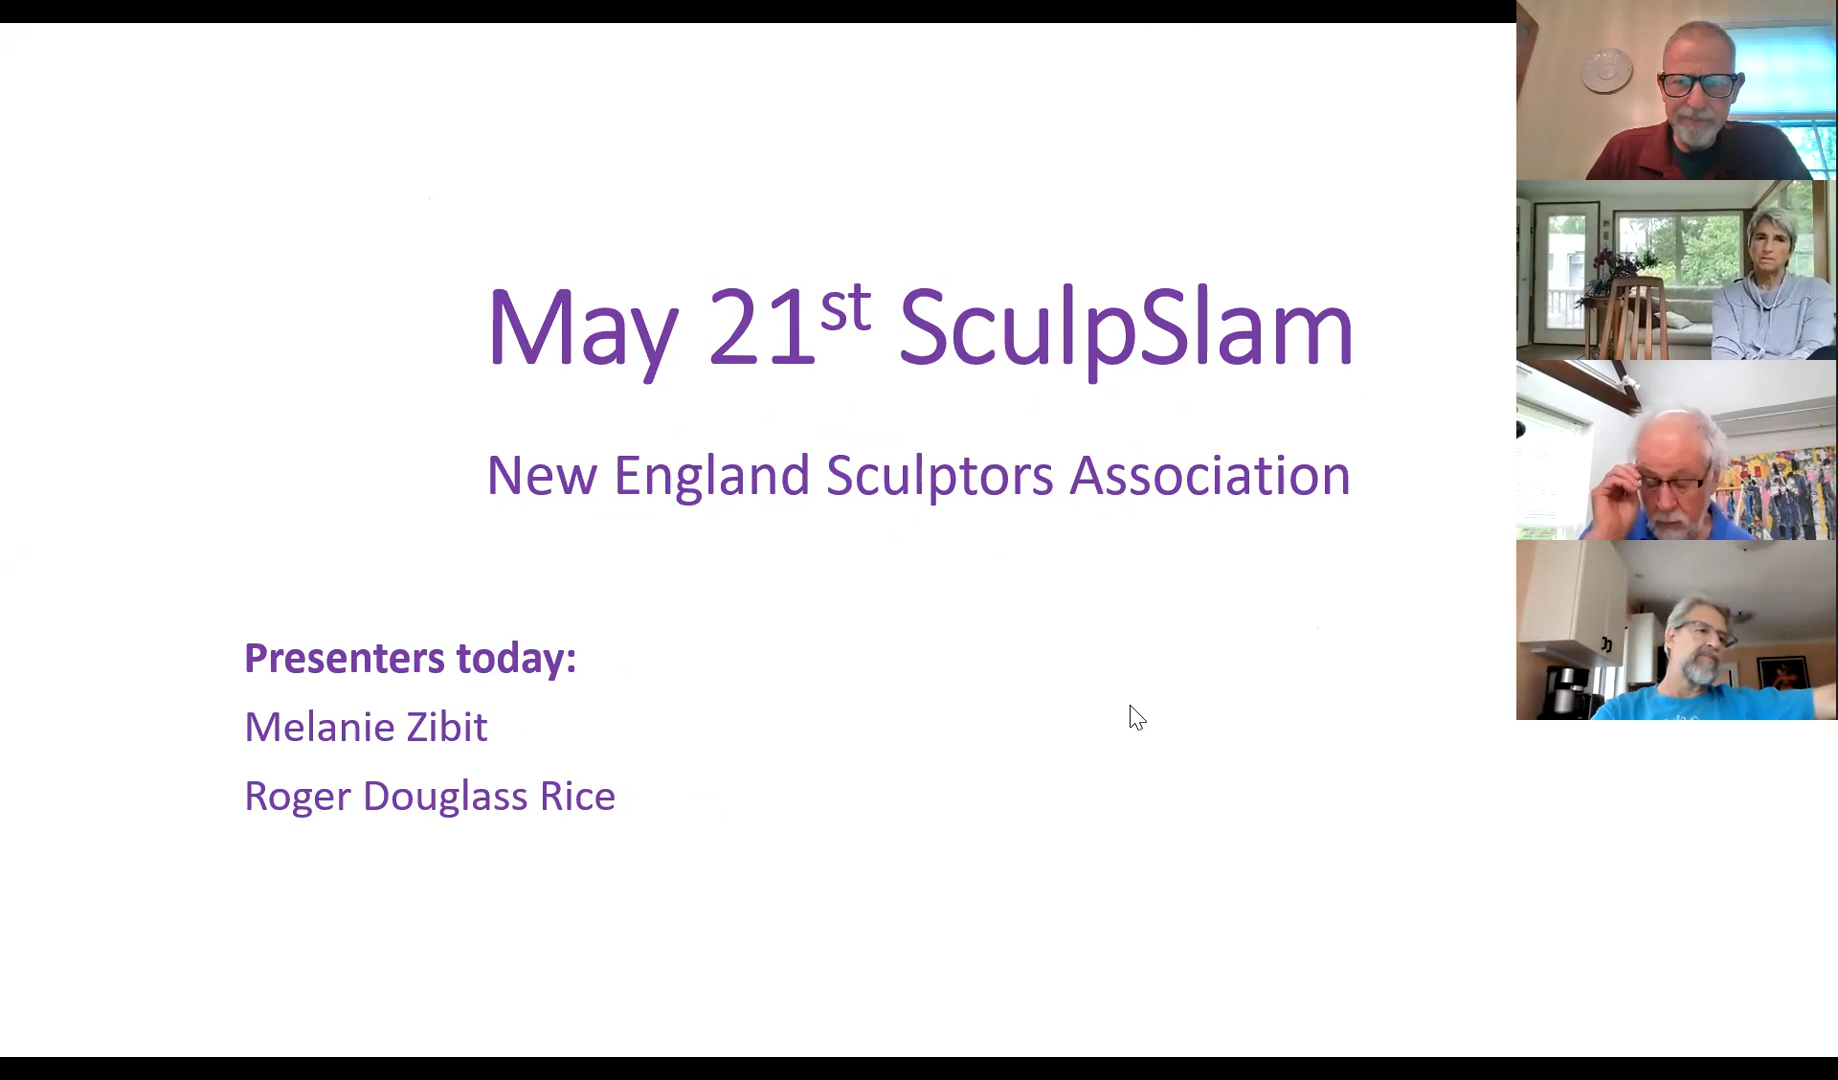 May 21st SculpSlam
New England Sculptors Association
Presenters today:
Melanie Zibit
Roger Douglass Rice